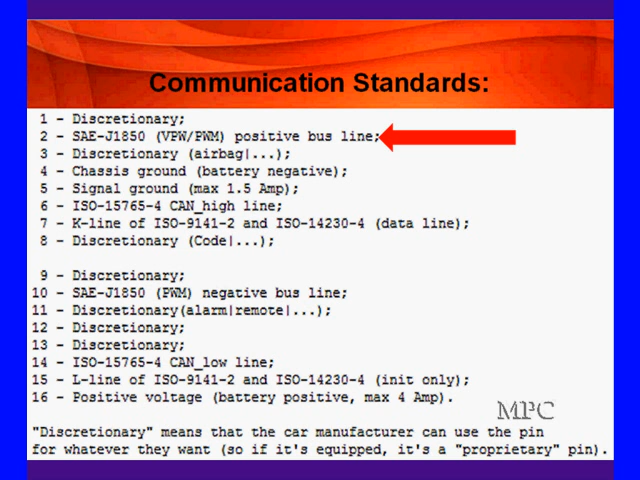 Communication Standards:
1 - Discretionary;
2 - SAE-J1850 (VPW/PWM) positive bus line;
3 - Discretionary (airbag|...);
4 - Chassis ground (battery negative);
5 - Signal ground (max 1.5 Amp);
6 - ISO-15765-4 CAN_high line;
7 - K-line of ISO-9141-2 and ISO-14230-4 (data line);
8 - Discretionary (Code|...);
9 - Discretionary;
10 - SAE-J1850 (PWM) negative bus line;
11 - Discretionary(alarm|remote|...);
12 - Discretionary;
13 - Discretionary;
14 - ISO-15765-4 CAN_low line;
15 - L-line of ISO-9141-2 and ISO-14230-4 (init only);
16 - Positive voltage (battery positive, max 4 Amp).
MPC
"Discretionary" means that the car manufacturer can use the pin
for whatever they want (so if it's equipped, it's a "proprietary" pin).